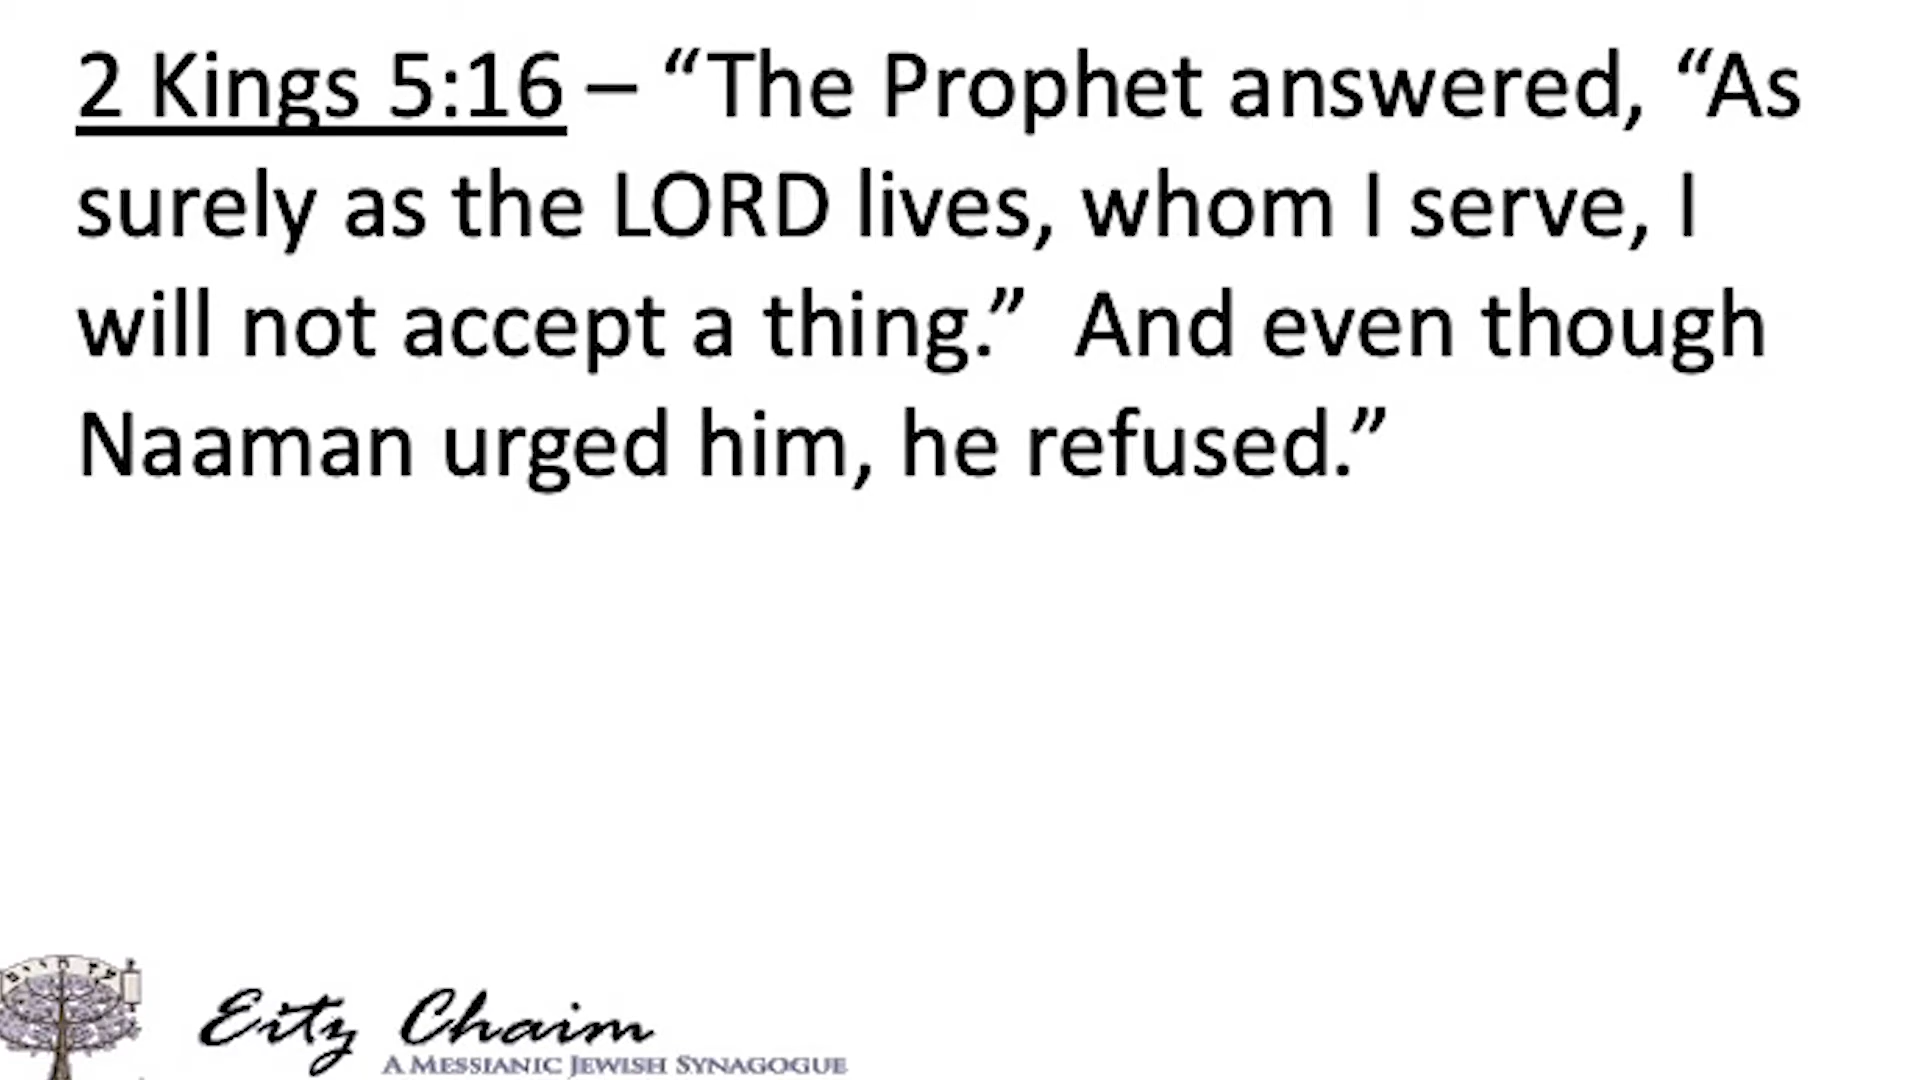 2 Kings 5:16 – “The Prophet answered, “As
surely as the LORD lives, whom I serve, I
will not accept a thing.”  And even though
Naaman urged him, he refused.”
Eitz Chaim
A MESSIANIC JEWISH SYNAGOGUE